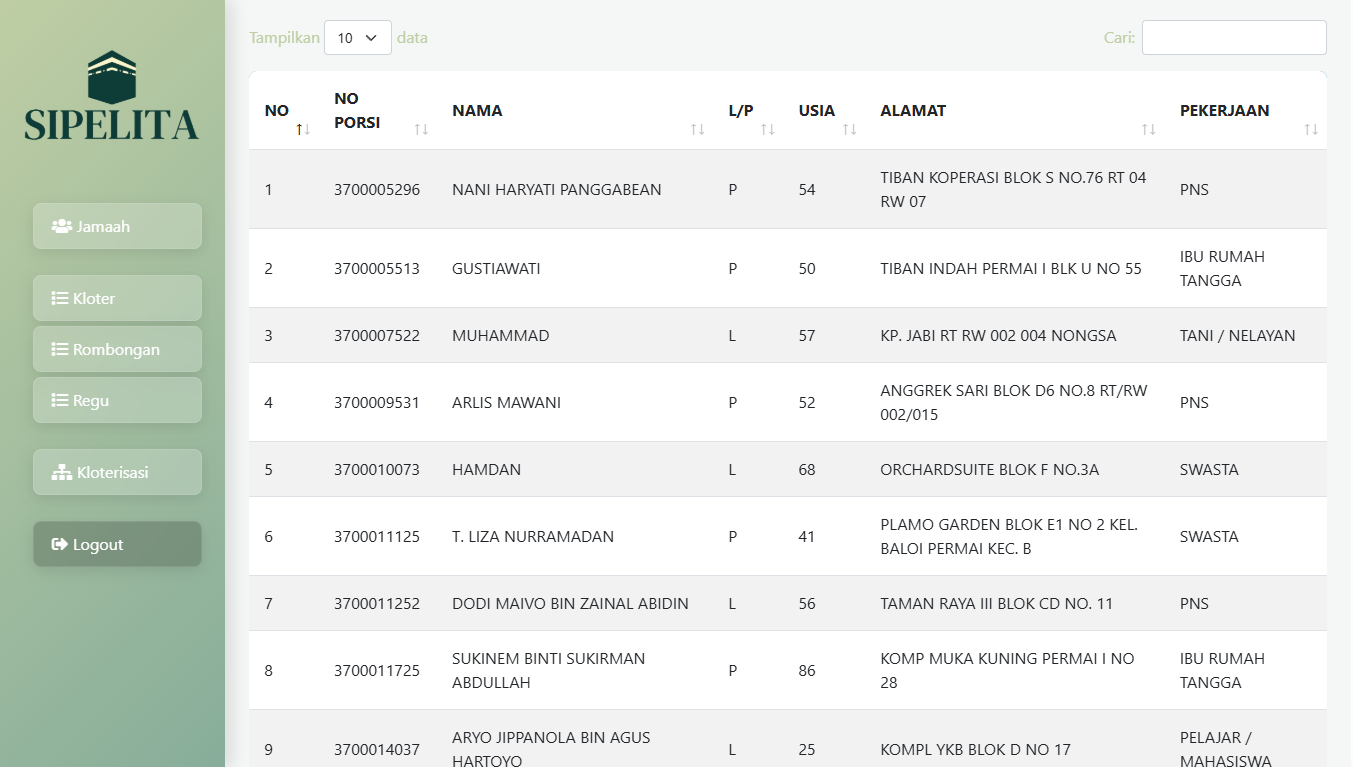 SIPELITA
Jamaah
Kloter
Rombongan
Regu
Kloterisasi
Logout
Tampilkan 10 data
Cari:
NO NO PORSI NAMA L/P USIA ALAMAT PEKERJAAN
1 3700005296 NANI HARYATI PANGGABEAN P 54 TIBAN KOPERASI BLOK S NO.76 RT 04 RW 07 PNS
2 3700005513 GUSTIAWATI P 50 TIBAN INDAH PERMAI I BLK U NO 55 IBU RUMAH TANGGA
3 3700007522 MUHAMMAD L 57 KP. JABI RT RW 002 004 NONGSA TANI / NELAYAN
4 3700009531 ARLIS MAWANI P 52 ANGGREK SARI BLOK D6 NO.8 RT/RW 002/015 PNS
5 3700010073 HAMDAN L 68 ORCHARDSUITE BLOK F NO.3A SWASTA
6 3700011125 T. LIZA NURRAMADAN P 41 PLAMO GARDEN BLOK E1 NO 2 KEL. BALOI PERMAI KEC. B SWASTA
7 3700011252 DODI MAIVO BIN ZAINAL ABIDIN L 56 TAMAN RAYA III BLOK CD NO. 11 PNS
8 3700011725 SUKINEM BINTI SUKIRMAN ABDULLAH P 86 KOMP MUKA KUNING PERMAI I NO 28 IBU RUMAH TANGGA
9 3700014037 ARYO JIPPANOLA BIN AGUS HARTOYO L 25 KOMPL YKB BLOK D NO 17 PELAJAR / MAHASISWA